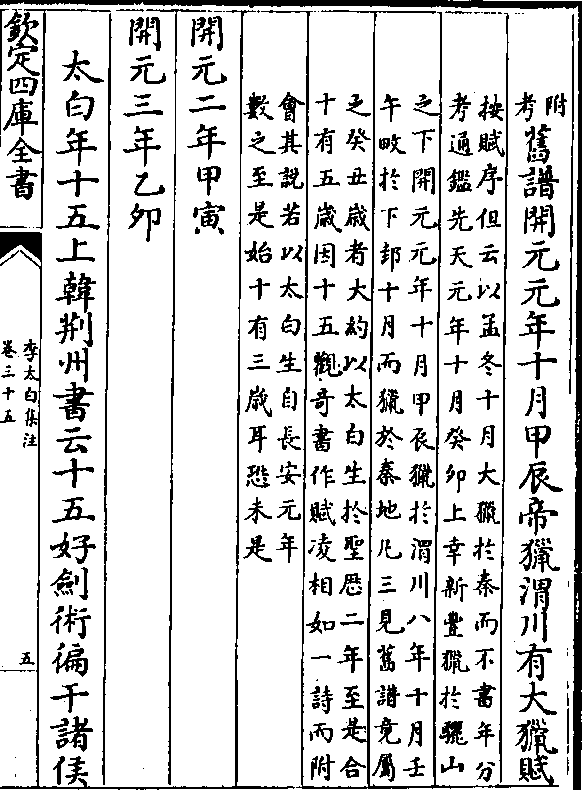 附考 舊譜開元元年十月甲辰帝獵渭川有大獵賦
按賦序但云以孟冬十月大獵於秦而不書年分
考通鑑先天元年十月癸卯上幸新豐獵於驪山
之下開元元年十月甲辰獵於渭川八年十月壬
午畋於下邽十月而獵於秦地凡三見舊譜竟屬
之癸丑歲者大約以太白生於聖厯二年至是合
十有五歲因十五觀奇書作賦凌相如一詩而附
會其說若以太白生自長安元年
數之至是始十有三歲耳恐未是
開元二年甲寅
開元三年乙卯
太白年十五上韓荆州書云十五好劍術徧干諸侯
欽定四庫全書
李太白集注
卷三十五
五